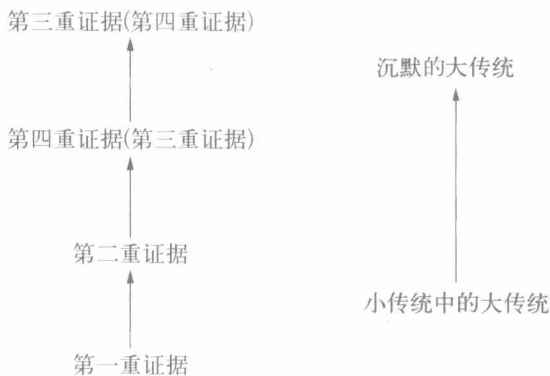 第三重证据(第四重证据)
沉默的大传统
第四重证据(第三重证据)
第二重证据
小传统中的大传统
第一重证据